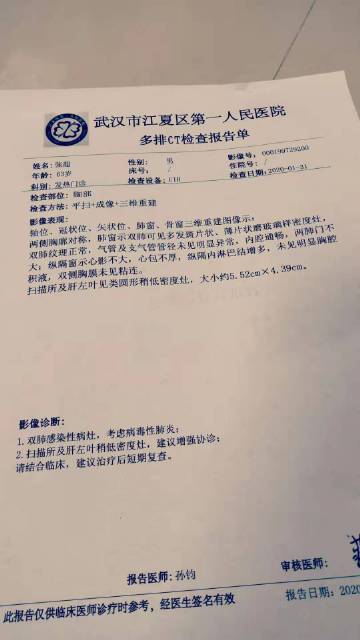 武汉市江夏区第一人民医院
多排CT检查报告单
姓名: 性别: 男 影像号: 000199729200
年龄: 63岁 床号: / 检查设备: CT11
科别: 发热门诊 检查日期:2020-01-31
检查部位: 胸部
检查方法: 平扫+成像+三维重建
影像表现:
轴位、冠状位、矢状位、肺窗、骨窗三维重建图像示:
两侧胸廓对称,肺窗示双肺可见多发斑片状、薄片状磨玻璃样密度灶,
双肺纹理正常,气管及支气管管径未见明显异常,内腔通畅,两肺门不
大;纵隔窗示心影不大,心包不厚,纵隔内淋巴结增多,未见明显胸腔
积液,双侧胸膜未见粘连。
扫描所及肝左叶见类圆形稍低密度灶,大小约5.52cm×4.39cm。
影像诊断:
1.双肺感染性病灶,考虑病毒性肺炎;
2.扫描所及肝左叶稍低密度灶,建议增强协诊;
请结合临床,建议治疗后短期复查。
报告医师: 孙钧 审核医师:
报告日期: 2020
此报告仅供临床医师诊疗时参考,经医生签名有效